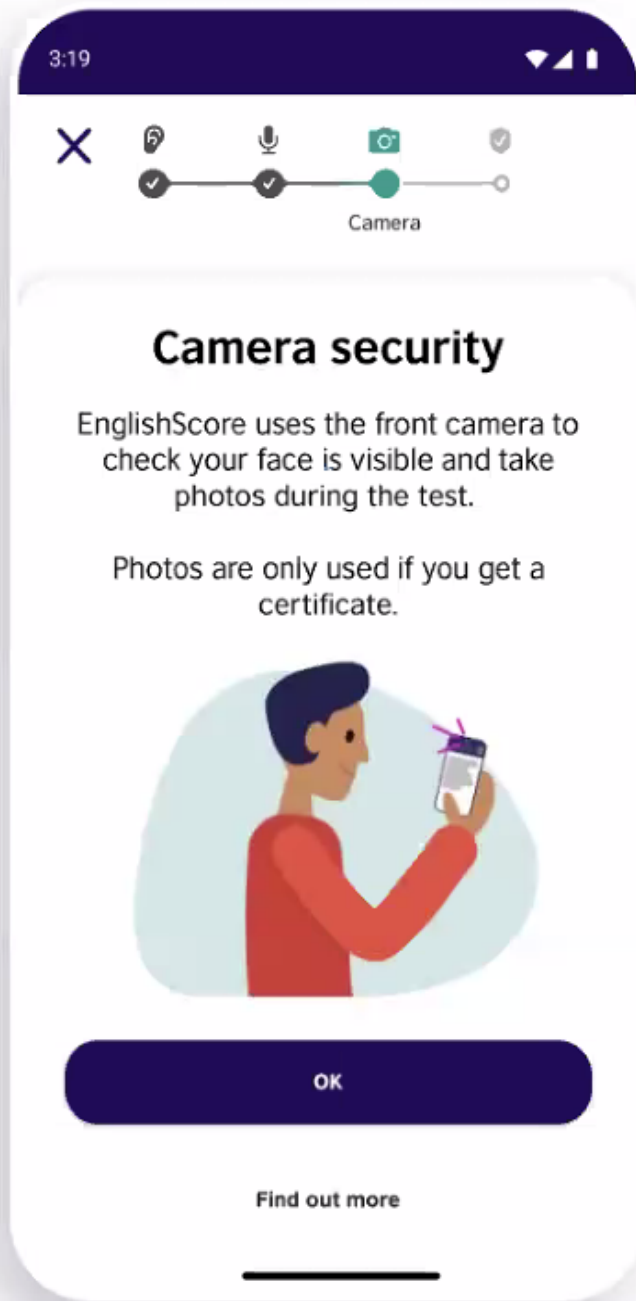 3:19
Camera
Camera security
EnglishScore uses the front camera to
check your face is visible and take
photos during the test.
Photos are only used if you get a
certificate.
OK
Find out more